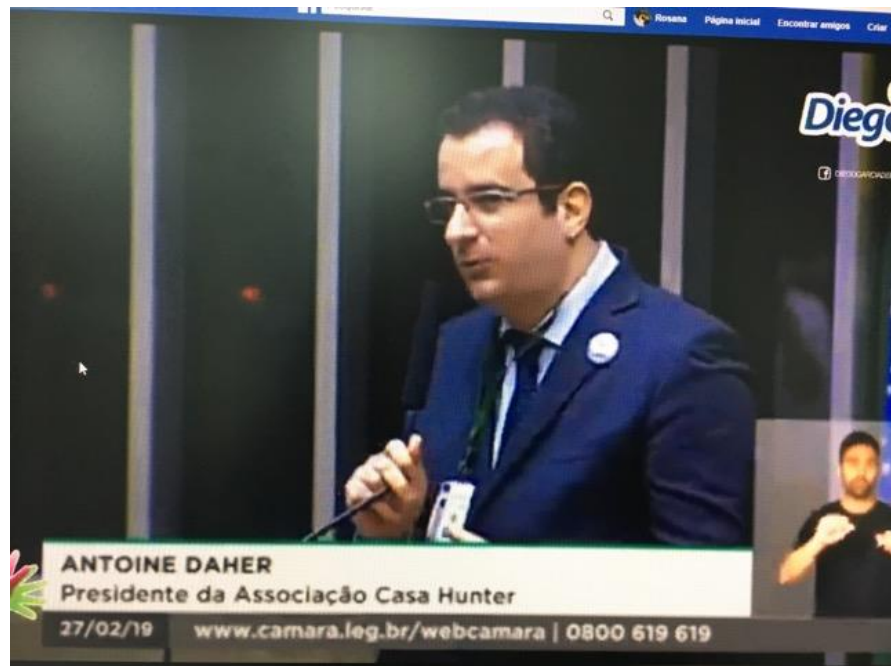 Rosana Página inicial Encontrar amigos Criar
Dieg
ANTOINE DAHER
Presidente da Associação Casa Hunter
27/02/19 www.camara.leg.br/webcamara | 0800 619 619